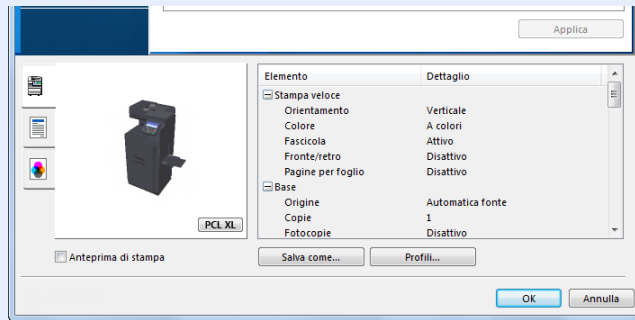 Applica
Elemento Dettaglio
Stampa veloce
Orientamento Verticale
Colore A colori
Fascicola Attivo
Fronte/retro Disattivo
Pagine per foglio Disattivo
Base
Origine Automatica fonte
Copie 1
Fotocopie Disattivo
PCL XL
Anteprima di stampa Salva come... Profili...
OK Annulla